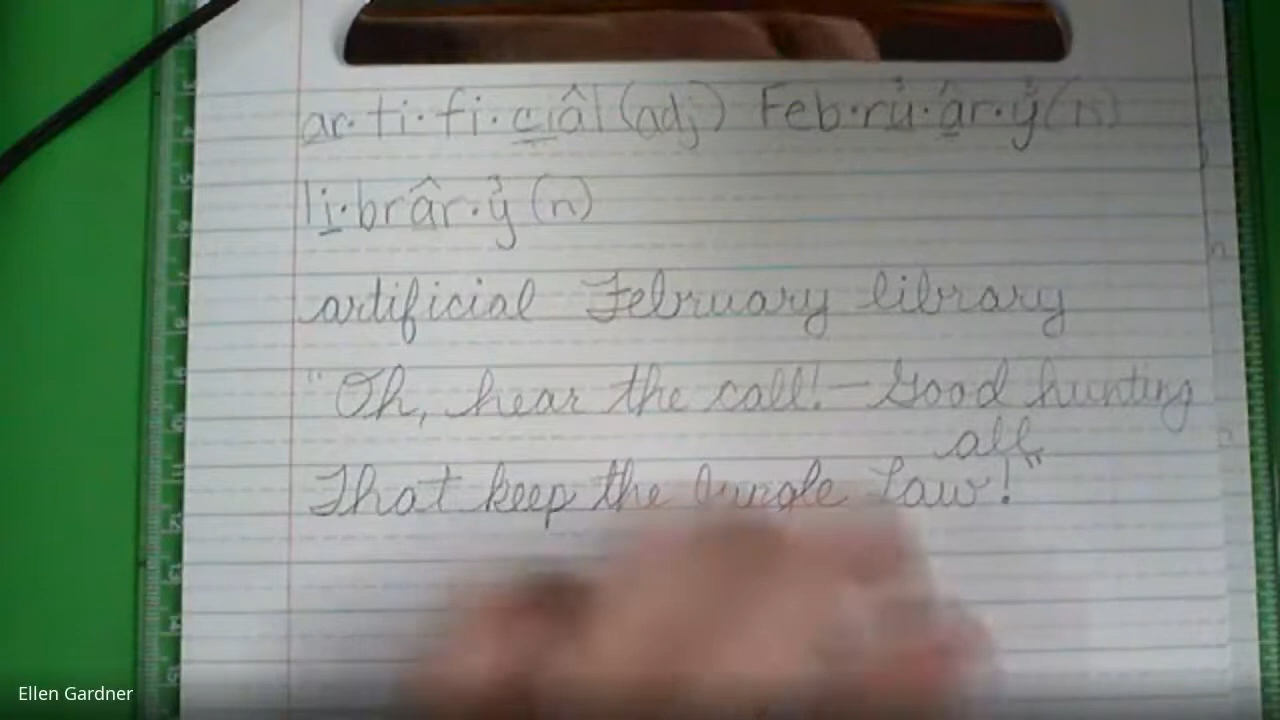 ar·ti·fi·ciâl (adj) Feb·ru̇·âr·ẏ (n)
li·brâr·ẏ (n)
artificial February library
"Oh, hear the call!—Good hunting
all
That keep the Jungle Law!"
Ellen Gardner